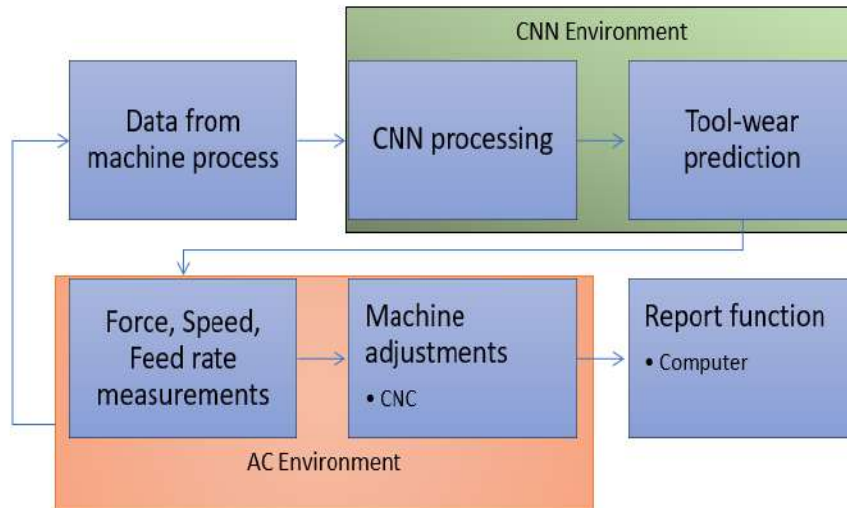 CNN Environment
Data from
machine process
CNN processing
Tool-wear
prediction
Force, Speed,
Feed rate
measurements
Machine
adjustments
• CNC
Report function
• Computer
AC Environment